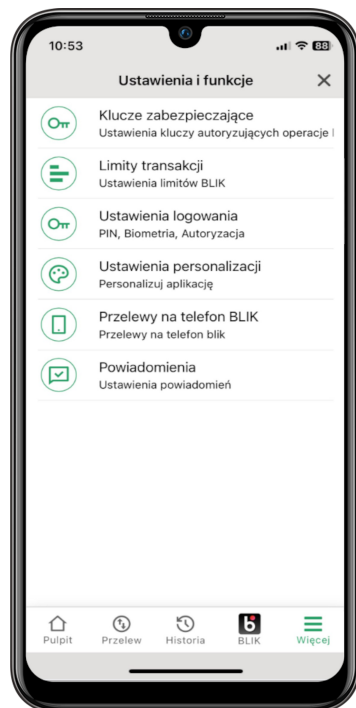 10:53
88
Ustawienia i funkcje
Klucze zabezpieczające
Ustawienia kluczy autoryzujących operacje
Limity transakcji
Ustawienia limitów BLIK
Ustawienia logowania
PIN, Biometria, Autoryzacja
Ustawienia personalizacji
Personalizuj aplikację
Przelewy na telefon BLIK
Przelewy na telefon blik
Powiadomienia
Ustawienia powiadomień
Pulpit
Przelew
Historia
BLIK
Więcej